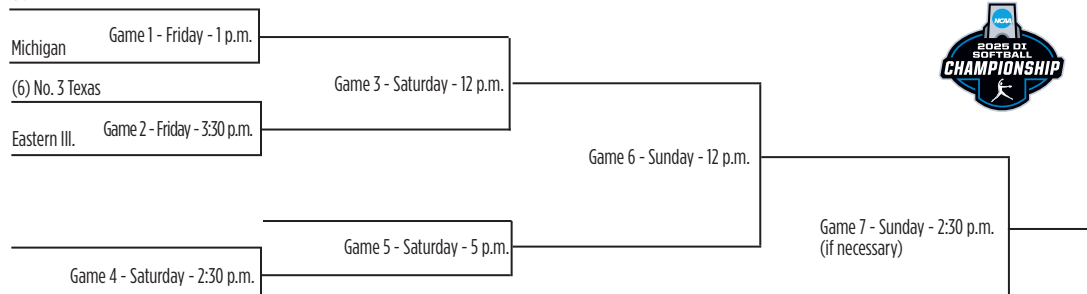 Game 1 - Friday - 1 p.m.
Michigan
(6) No. 3 Texas
Game 2 - Friday - 3:30 p.m.
Eastern Ill.
Game 3 - Saturday - 12 p.m.
Game 4 - Saturday - 2:30 p.m.
Game 5 - Saturday - 5 p.m.
Game 6 - Sunday - 12 p.m.
Game 7 - Sunday - 2:30 p.m.
(if necessary)
NCAA
2025 DI
SOFTBALL
CHAMPIONSHIP